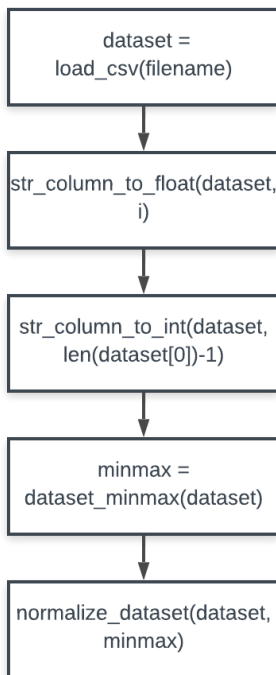 dataset =
load_csv(filename)
str_column_to_float(dataset,
i)
str_column_to_int(dataset,
len(dataset[0])-1)
minmax =
dataset_minmax(dataset)
normalize_dataset(dataset,
minmax)